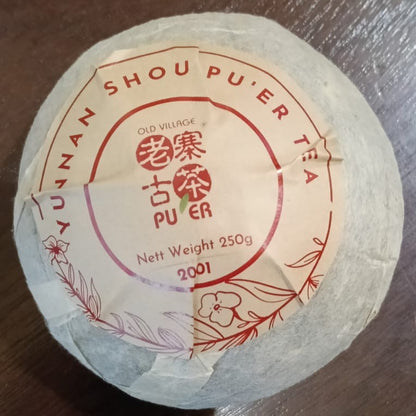 YUNNAN SHOU PU'ER TEA
OLD VILLAGE
老寨
古茶
PU'ER
Nett Weight 250g
2001